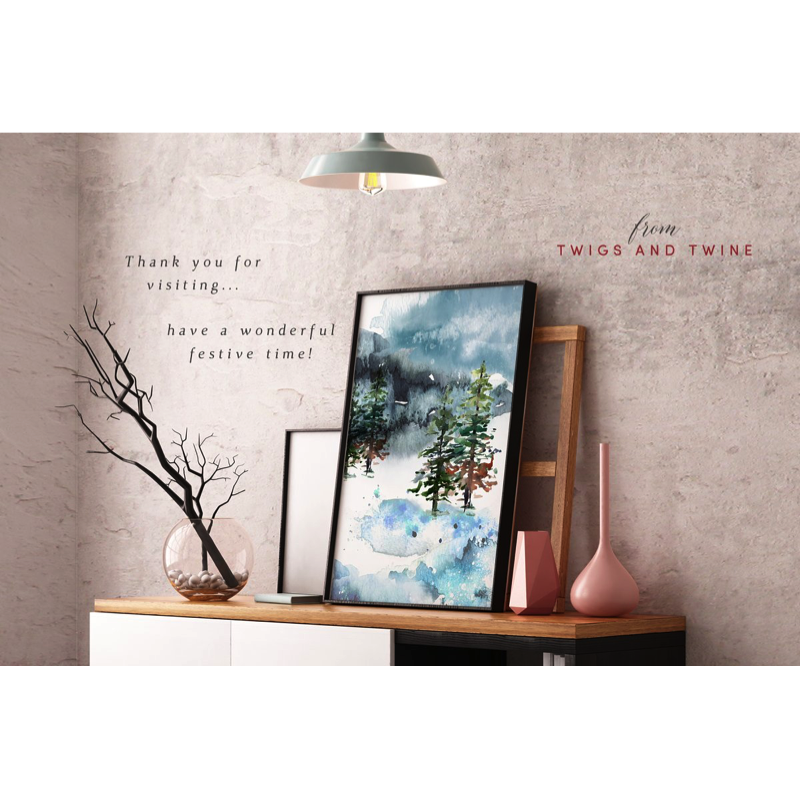 Thank you for
visiting...
have a wonderful
festive time!
from
TWIGS AND TWINE